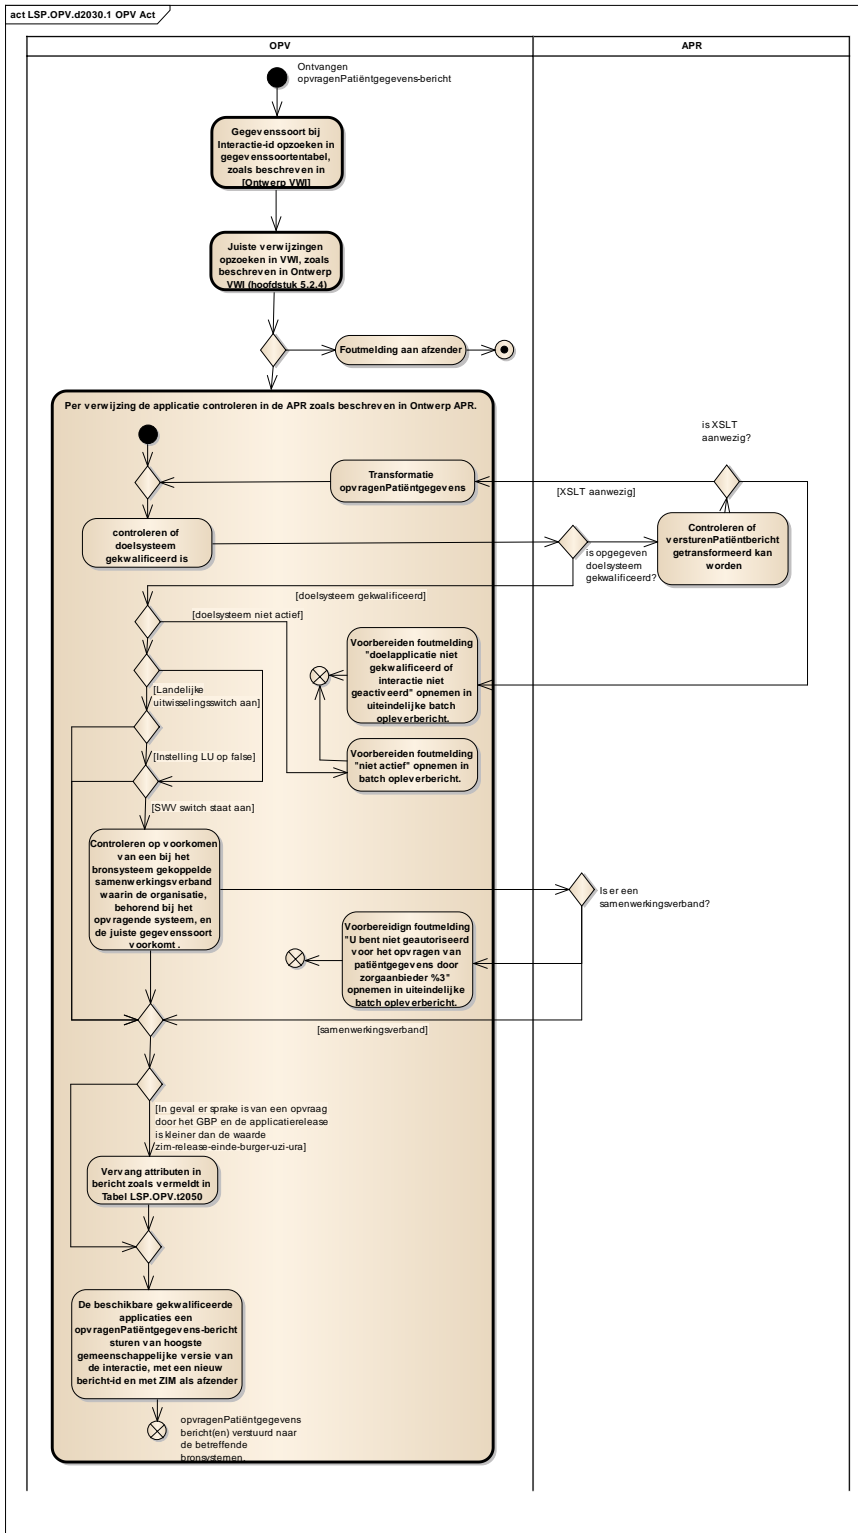 act LSP.OPV.d2030.1 OPV Act
OPV
APR
Ontvangen
opvragenPatiëntgegevens-bericht
Gegevenssoort bij
Interactie-id opzoeken in
gegevenssoortentabel,
zoals beschreven in
[Ontwerp VWI]
Juiste verwijzingen
opzoeken in VWI, zoals
beschreven in Ontwerp
VWI (hoofdstuk 5.2.4)
Foutmelding aan afzender
Per verwijzing de applicatie controleren in de APR zoals beschreven in Ontwerp APR.
is XSLT
aanwezig?
Transformatie
opvragenPatiëntgegevens
[XSLT aanwezig]
controleren of
doelsysteem
gekwalificeerd is
Controleren of
versturenPatiëntbericht
getransformeerd kan
worden
is opgegeven
doelsysteem
gekwalificeerd?
[doelsysteem gekwalificeerd]
[doelsysteem niet actief]
Voorbereiden foutmelding
"doelapplicatie niet
gekwalificeerd of
interactie niet
geactiveerd" opnemen in
uiteindelijke batch
opleverbericht.
[Landelijke
uitwisselingsswitch aan]
[Instelling LU op false]
Voorbereiden foutmelding
"niet actief" opnemen in
batch opleverbericht.
[SWV switch staat aan]
Controleren op voorkomen
van een bij het
bronsysteem gekoppelde
samenwerkingsverband
waarin de organisatie,
behorend bij het
opvragende systeem, en
de juiste gegevenssoort
voorkomt .
Is er een
samenwerkingsverband?
Voorbereidign foutmelding
"U bent niet geautoriseerd
voor het opvragen van
patiëntgegevens door
zorgaanbieder %3"
opnemen in uiteindelijke
batch opleverbericht.
[samenwerkingsverband]
[In geval er sprake is van een opvraag
door het GBP en de applicatierelease
is kleiner dan de waarde
zim-release-einde-burger-uzi-ura]
Vervang attributen in
bericht zoals vermeldt in
Tabel LSP.OPV.t2050
De beschikbare gekwalificeerde
applicaties een
opvragenPatiëntgegevens-bericht
sturen van hoogste
gemeenschappelijke versie van
de interactie, met een nieuw
bericht-id en met ZIM als afzender
opvragenPatiëntgegevens
bericht(en) verstuurd naar
de betreffende
bronsystemen.